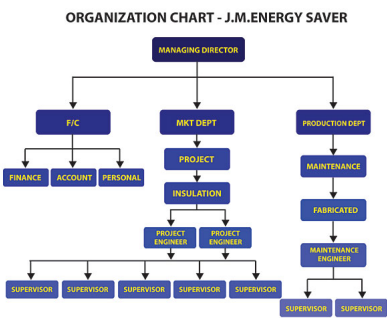 ORGANIZATION CHART - J.M.ENERGY SAVER
MANAGING DIRECTOR
F/C
MKT DEPT
PRODUCTION DEPT
FINANCE
ACCOUNT
PERSONAL
PROJECT
MAINTENANCE
INSULATION
FABRICATED
PROJECT
ENGINEER
PROJECT
ENGINEER
MAINTENANCE
ENGINEER
SUPERVISOR
SUPERVISOR
SUPERVISOR
SUPERVISOR
SUPERVISOR
SUPERVISOR
SUPERVISOR